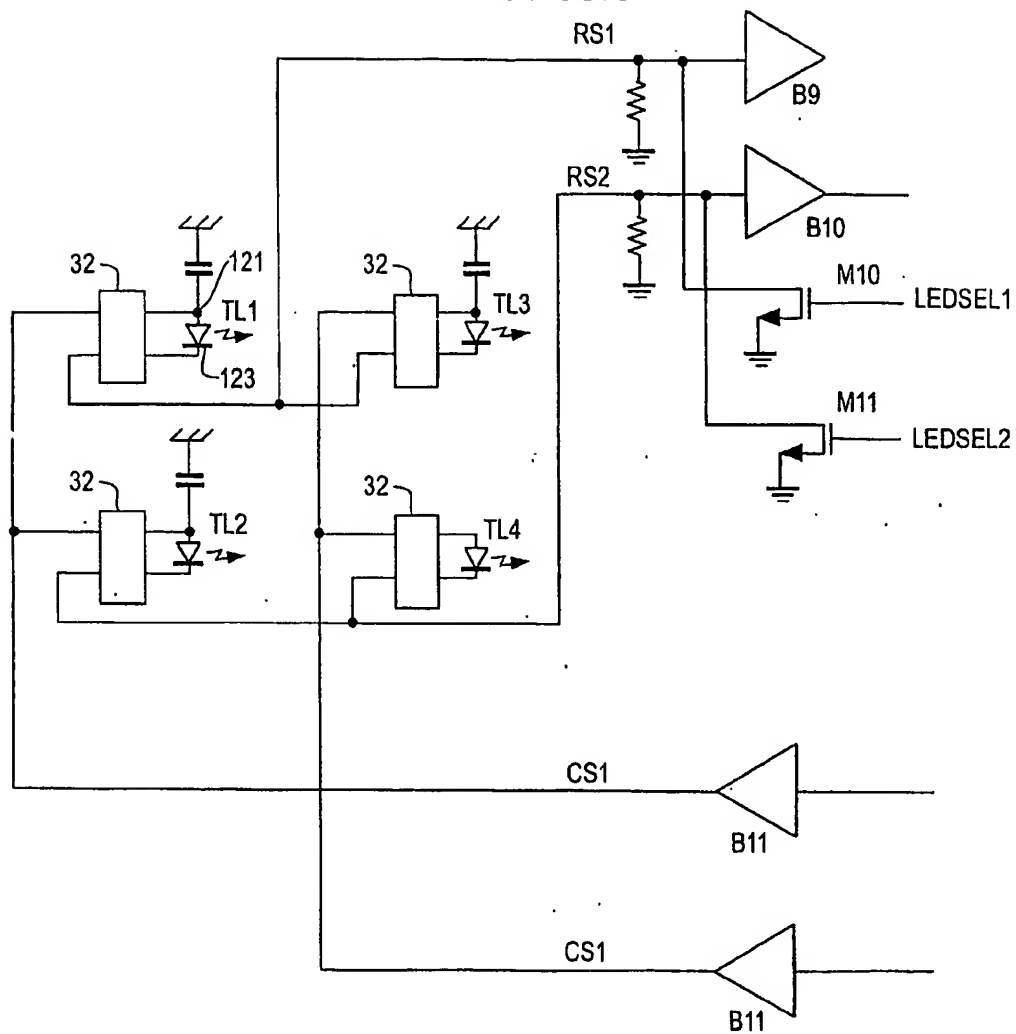 RS1
B9
RS2
B10
M10
LEDSEL1
M11
LEDSEL2
32
121
TL1
123
32
TL3
32
TL2
32
TL4
CS1
B11
CS1
B11